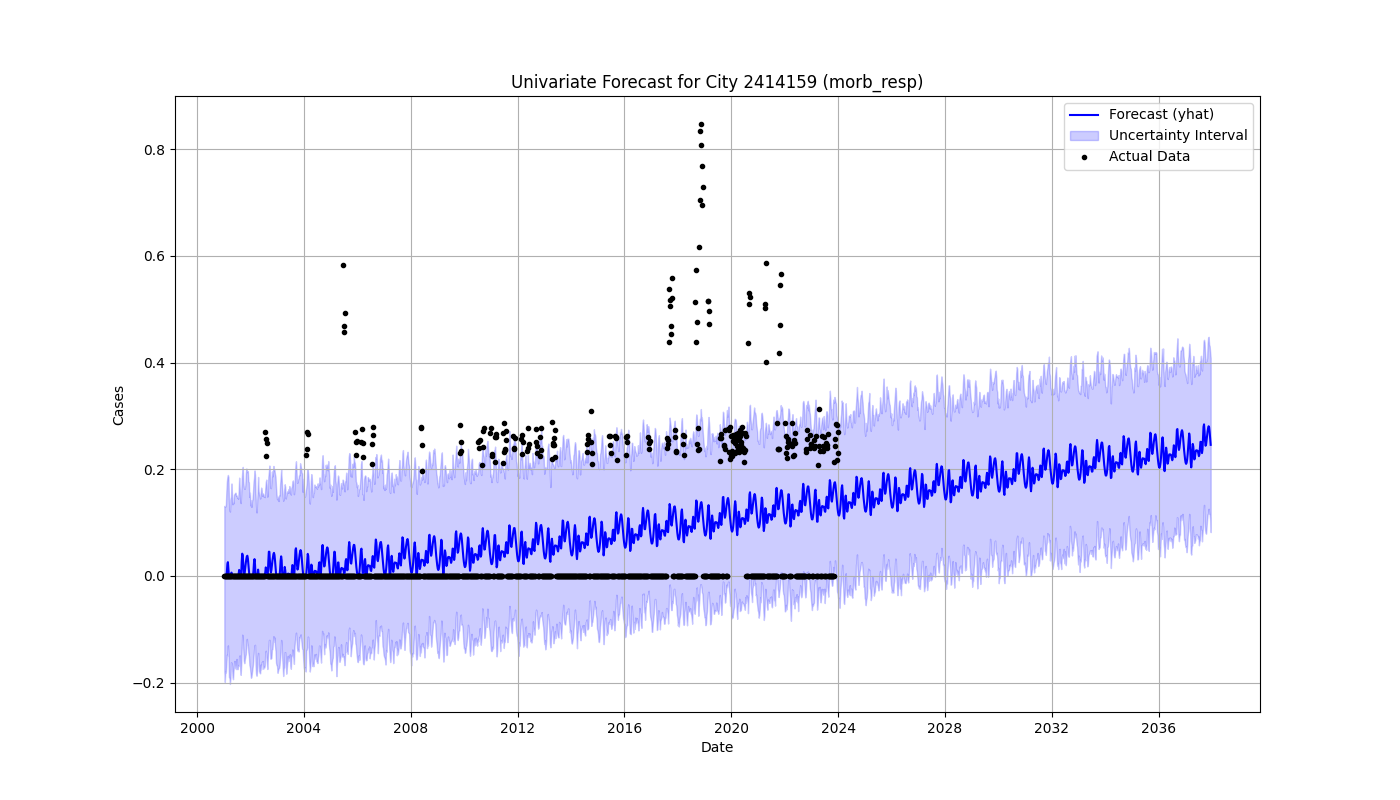 Univariate Forecast for City 2414159 (morb_resp)
Forecast (yhat)
Uncertainty Interval
Actual Data
Cases
0.8
0.6
0.4
0.2
0.0
−0.2
2000 2004 2008 2012 2016 2020 2024 2028 2032 2036
Date